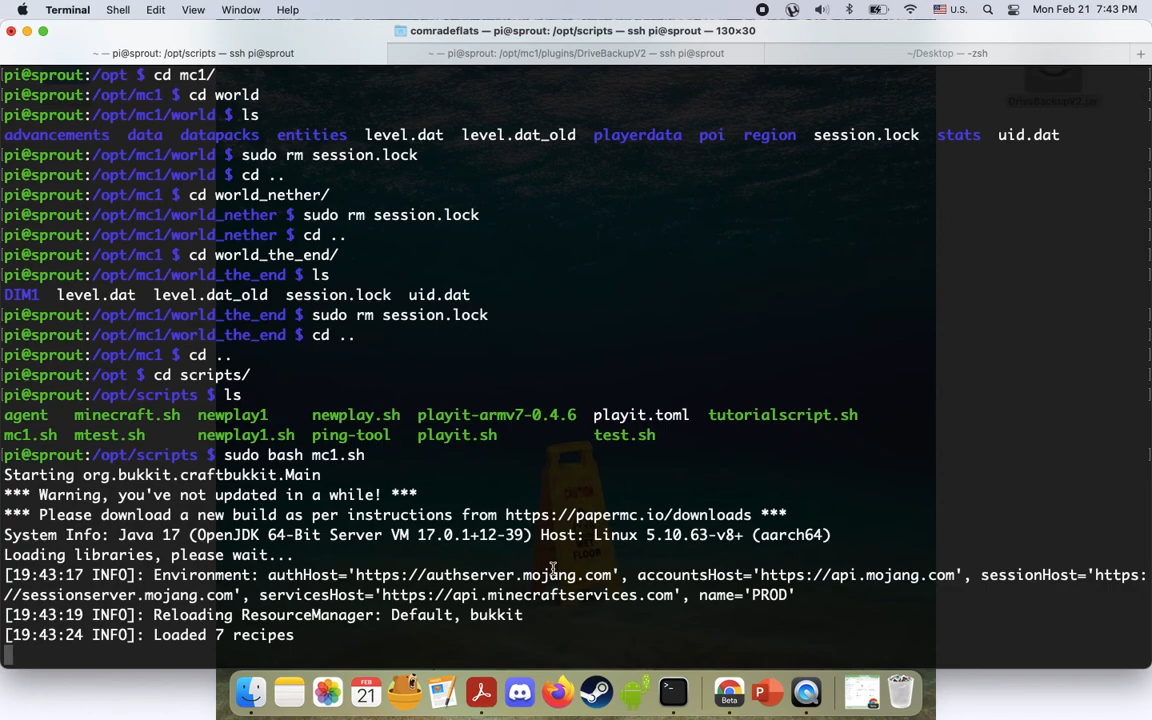 Terminal Shell Edit View Window Help U.S. Mon Feb 21 7:43 PM
comradeflats — pi@sprout: /opt/scripts — ssh pi@sprout — 130×30
~ — pi@sprout: /opt/scripts — ssh pi@sprout ~ — pi@sprout: /opt/mc1/plugins/DriveBackupV2 — ssh pi@sprout ~/Desktop — -zsh +
pi@sprout:/opt $ cd mc1/
DriveBackupV2.jar
pi@sprout:/opt/mc1 $ cd world
pi@sprout:/opt/mc1/world $ ls
advancements data datapacks entities level.dat level.dat_old playerdata poi region session.lock stats uid.dat
pi@sprout:/opt/mc1/world $ sudo rm session.lock
pi@sprout:/opt/mc1/world $ cd ..
pi@sprout:/opt/mc1 $ cd world_nether/
pi@sprout:/opt/mc1/world_nether $ sudo rm session.lock
pi@sprout:/opt/mc1/world_nether $ cd ..
pi@sprout:/opt/mc1 $ cd world_the_end/
pi@sprout:/opt/mc1/world_the_end $ ls
DIM1 level.dat level.dat_old session.lock uid.dat
pi@sprout:/opt/mc1/world_the_end $ sudo rm session.lock
pi@sprout:/opt/mc1/world_the_end $ cd ..
pi@sprout:/opt/mc1 $ cd ..
pi@sprout:/opt $ cd scripts/
pi@sprout:/opt/scripts $ ls
agent minecraft.sh newplay1 newplay.sh playit-armv7-0.4.6 playit.toml tutorialscript.sh
mc1.sh mtest.sh newplay1.sh ping-tool playit.sh test.sh
pi@sprout:/opt/scripts $ sudo bash mc1.sh
Starting org.bukkit.craftbukkit.Main
*** Warning, you've not updated in a while! ***
*** Please download a new build as per instructions from https://papermc.io/downloads ***
System Info: Java 17 (OpenJDK 64-Bit Server VM 17.0.1+12-39) Host: Linux 5.10.63-v8+ (aarch64)
Loading libraries, please wait...
[19:43:17 INFO]: Environment: authHost='https://authserver.mojang.com', accountsHost='https://api.mojang.com', sessionHost='https:
//sessionserver.mojang.com', servicesHost='https://api.minecraftservices.com', name='PROD'
[19:43:19 INFO]: Reloading ResourceManager: Default, bukkit
[19:43:24 INFO]: Loaded 7 recipes
CAUTION
FLOOR
FEB
21
Beta